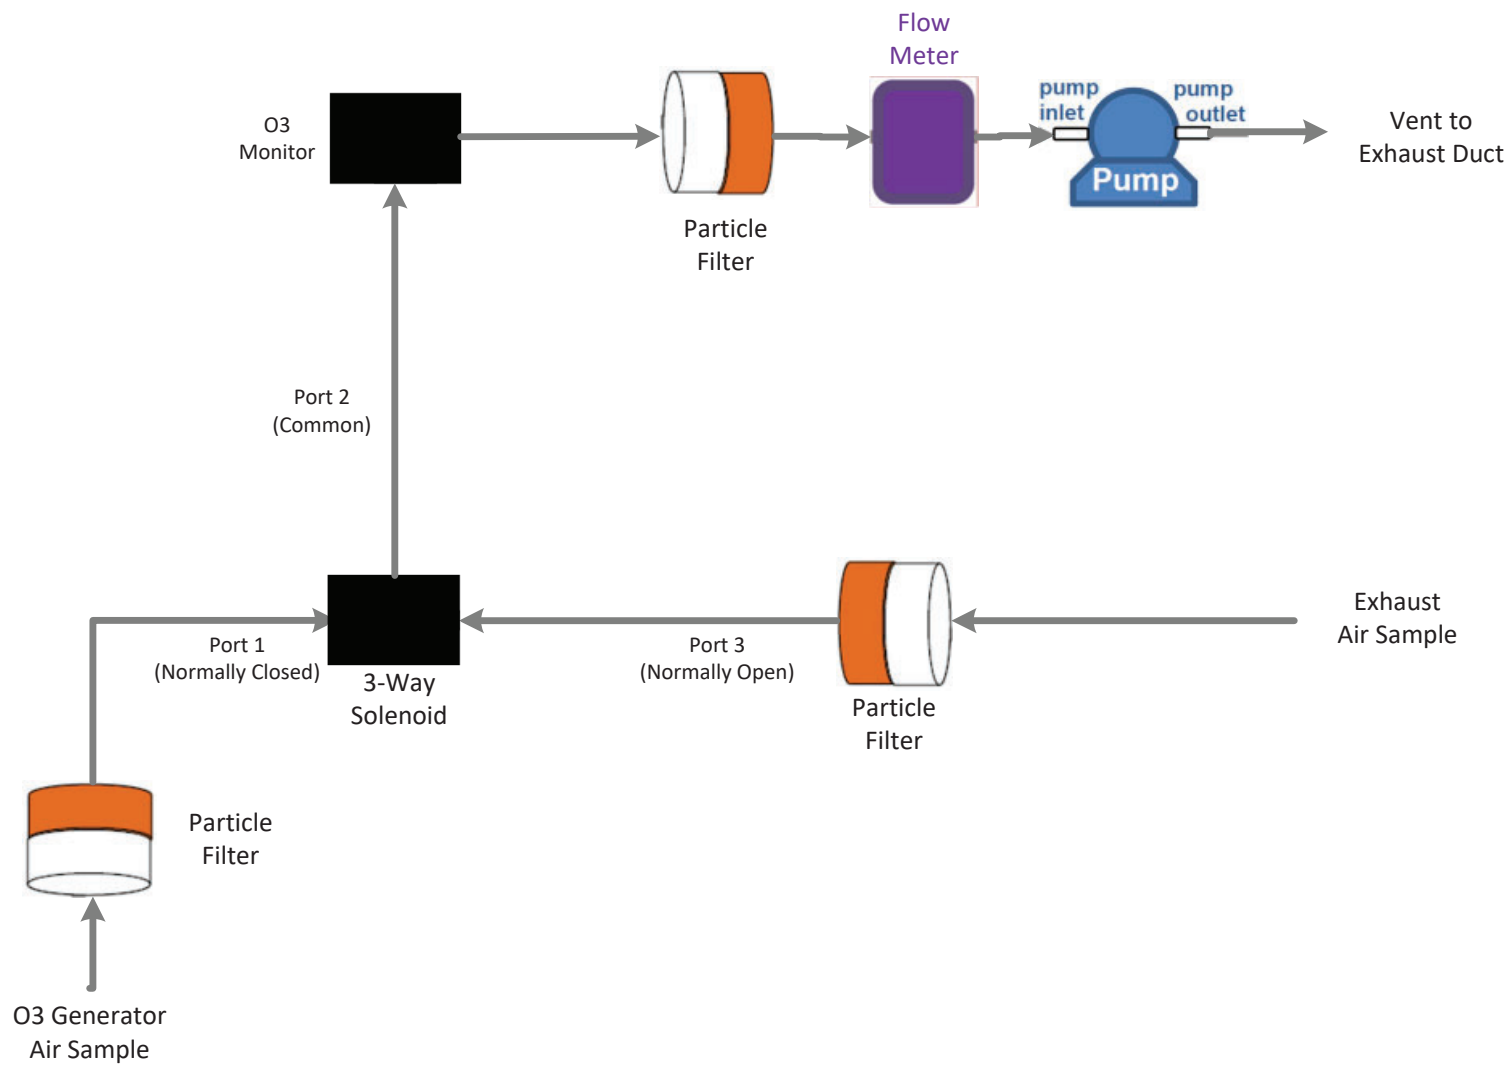 Flow
Meter
pump
inlet
pump
outlet
Pump
Vent to
Exhaust Duct
O3
Monitor
Particle
Filter
Port 2
(Common)
Port 1
(Normally Closed)
3-Way
Solenoid
Port 3
(Normally Open)
Particle
Filter
Exhaust
Air Sample
Particle
Filter
O3 Generator
Air Sample